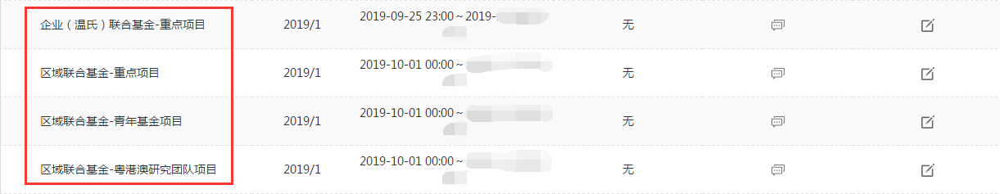 企业（温氏）联合基金-重点项目 2019/1 2019-09-25 23:00～2019- 无
区域联合基金-重点项目 2019/1 2019-10-01 00:00～ 无
区域联合基金-青年基金项目 2019/1 2019-10-01 00:00～ 无
区域联合基金-粤港澳研究团队项目 2019/1 2019-10-01 00:00～ 无